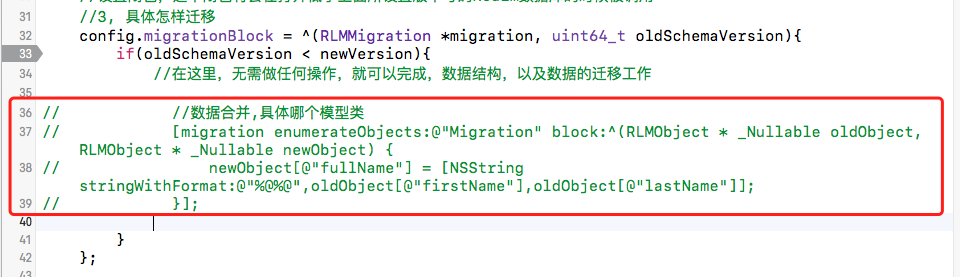 31 //3, 具体怎样迁移
32 config.migrationBlock = ^(RLMMigration *migration, uint64_t oldSchemaVersion){
33 if(oldSchemaVersion < newVersion){
34 //在这里，无需做任何操作，就可以完成，数据结构，以及数据的迁移工作
35
36 // //数据合并,具体哪个模型类
37 // [migration enumerateObjects:@"Migration" block:^(RLMObject * _Nullable oldObject,
RLMObject * _Nullable newObject) {
38 // newObject[@"fullName"] = [NSString
stringWithFormat:@"%@%@",oldObject[@"firstName"],oldObject[@"lastName"]];
39 // }];
40
41 }
42 };
43